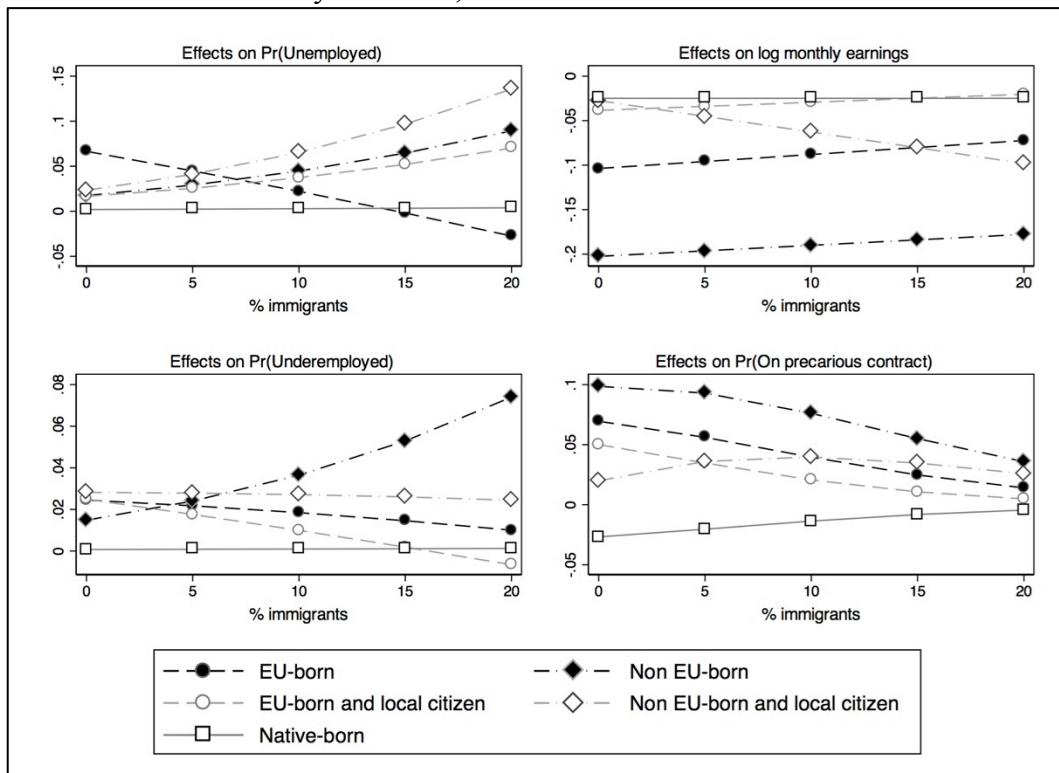 Effects on Pr(Unemployed)
.15
.1
.05
0
-.05
0 5 10 15 20
% immigrants
Effects on log monthly earnings
0
-.05
-.1
-.15
-.2
0 5 10 15 20
% immigrants
Effects on Pr(Underemployed)
.08
.06
.04
.02
0
0 5 10 15 20
% immigrants
Effects on Pr(On precarious contract)
.1
.05
0
-.05
0 5 10 15 20
% immigrants
EU-born
Non EU-born
EU-born and local citizen
Non EU-born and local citizen
Native-born